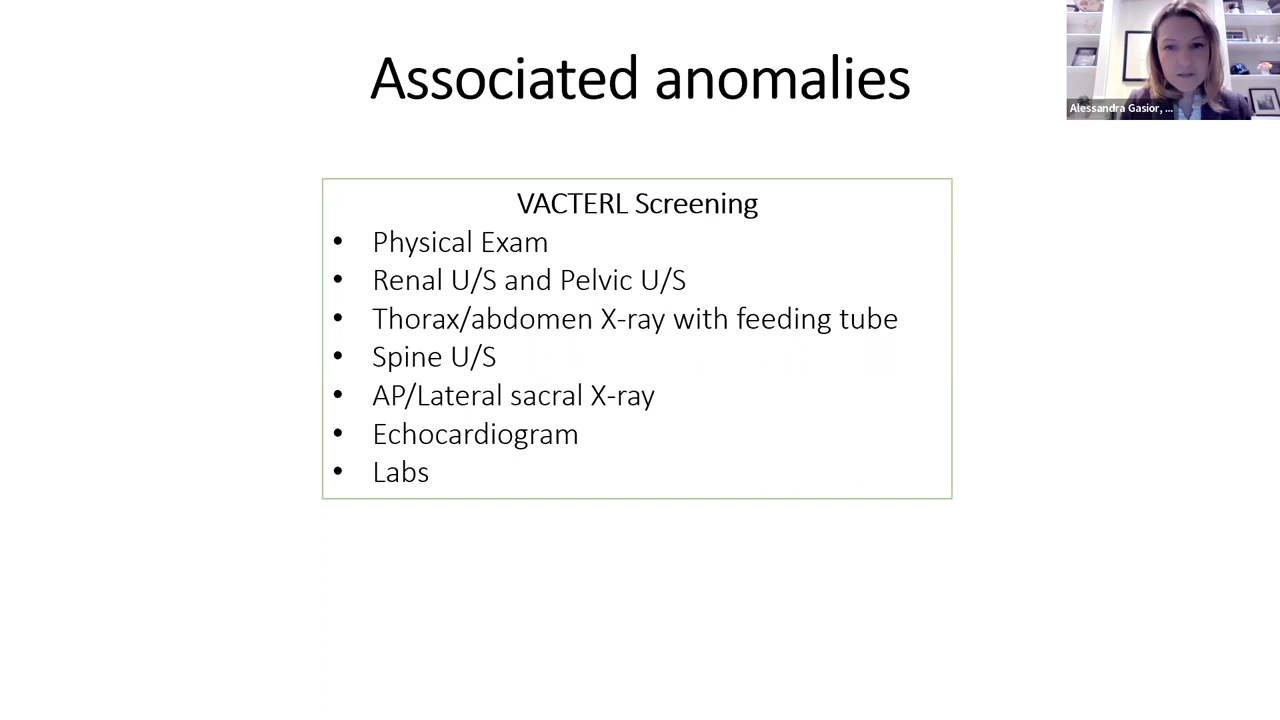 Associated anomalies
Alessandra Gasior, ...
VACTERL Screening
• Physical Exam
• Renal U/S and Pelvic U/S
• Thorax/abdomen X-ray with feeding tube
• Spine U/S
• AP/Lateral sacral X-ray
• Echocardiogram
• Labs